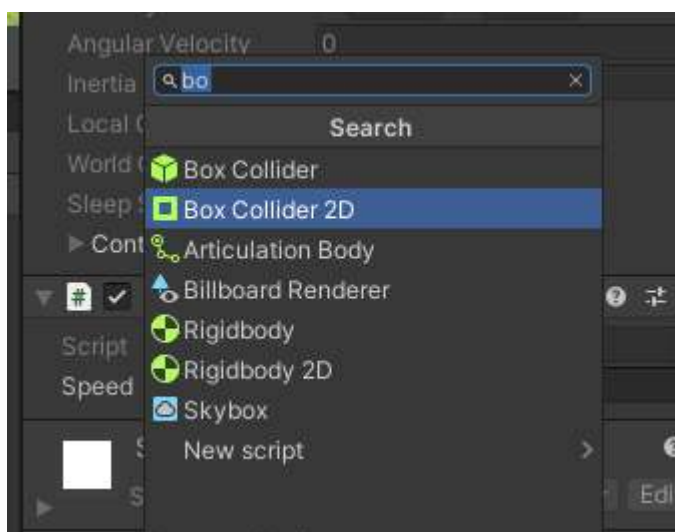 Angular Velocity 0
Inertia
bo
Local
Search
World
Box Collider
Sleep
Box Collider 2D
Cont
Articulation Body
Billboard Renderer
Script
Rigidbody
Speed
Rigidbody 2D
Skybox
New script
Edi